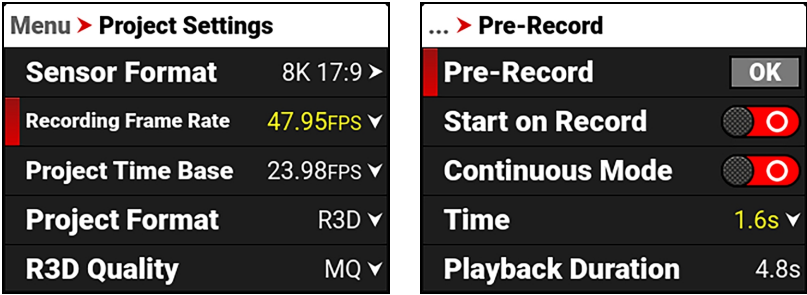 Menu > Project Settings
Sensor Format 8K 17:9 >
Recording Frame Rate 47.95FPS
Project Time Base 23.98FPS
Project Format R3D
R3D Quality MQ
... > Pre-Record
Pre-Record OK
Start on Record
Continuous Mode
Time 1.6s
Playback Duration 4.8s